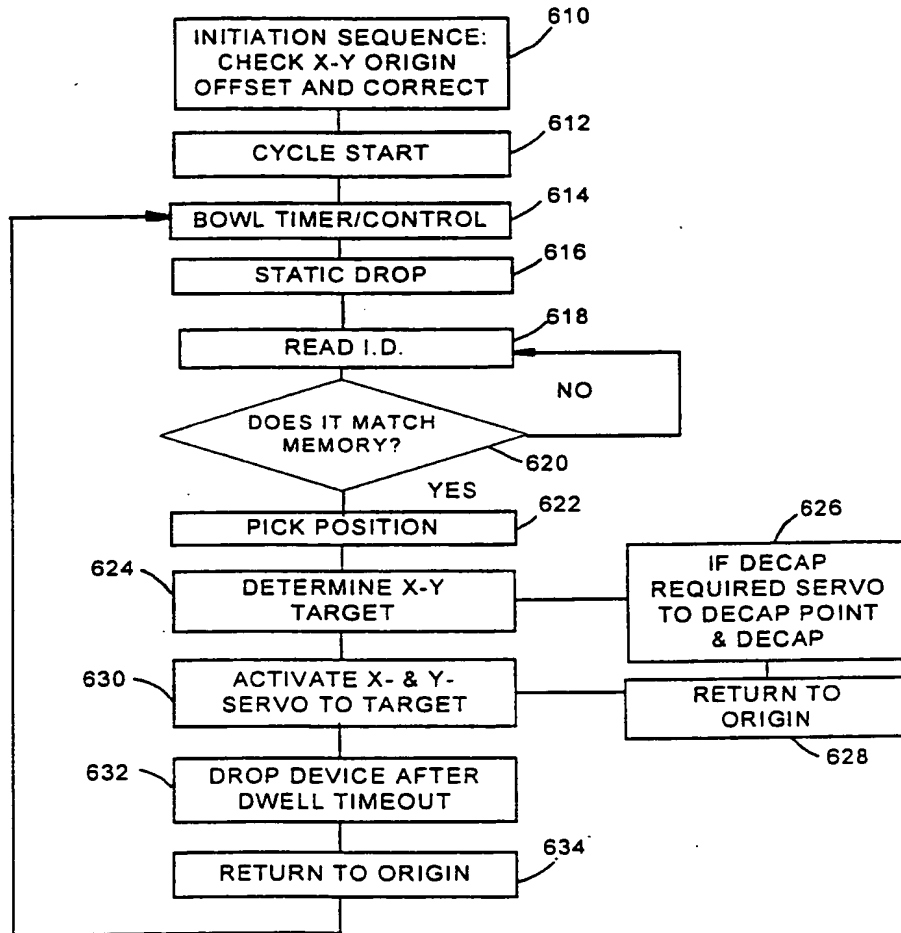 610
INITIATION SEQUENCE:
CHECK X-Y ORIGIN
OFFSET AND CORRECT
612
CYCLE START
614
BOWL TIMER/CONTROL
616
STATIC DROP
618
READ I.D.
NO
DOES IT MATCH
MEMORY?
620
YES
622
PICK POSITION
624
DETERMINE X-Y
TARGET
626
IF DECAP
REQUIRED SERVO
TO DECAP POINT
& DECAP
630
ACTIVATE X- & Y-
SERVO TO TARGET
RETURN TO
ORIGIN
628
632
DROP DEVICE AFTER
DWELL TIMEOUT
634
RETURN TO ORIGIN